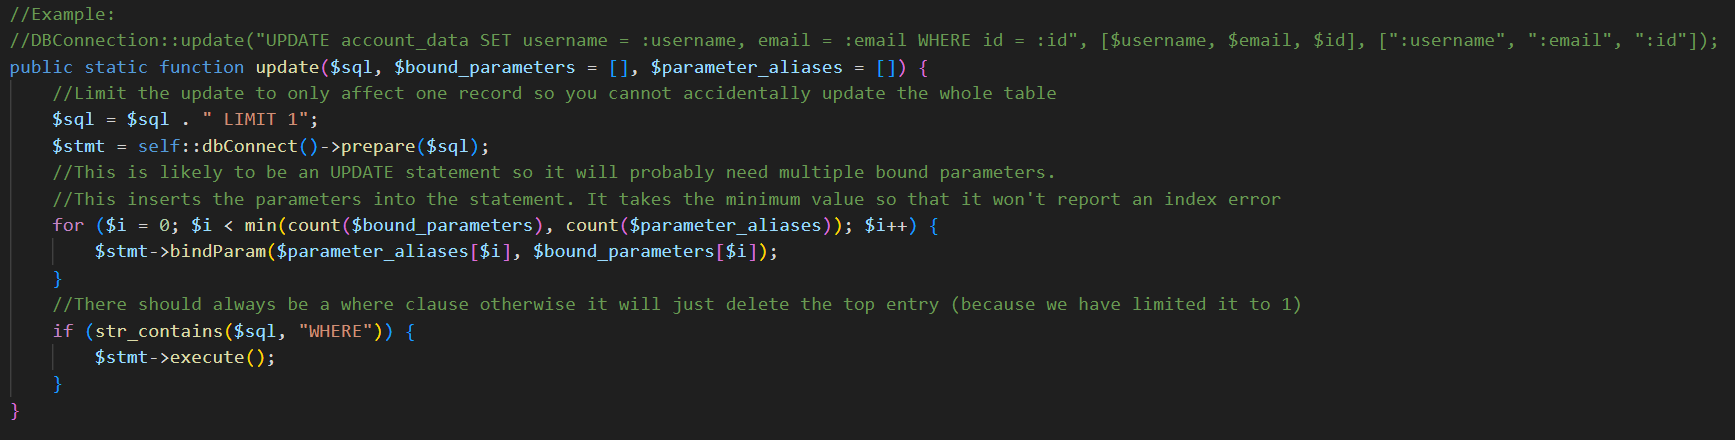 //Example:
//DBConnection::update("UPDATE account_data SET username = :username, email = :email WHERE id = :id", [$username, $email, $id], [":username", ":email", ":id"]);
public static function update($sql, $bound_parameters = [], $parameter_aliases = []) {
    //Limit the update to only affect one record so you cannot accidentally update the whole table
    $sql = $sql . " LIMIT 1";
    $stmt = self::dbConnect()->prepare($sql);
    //This is likely to be an UPDATE statement so it will probably need multiple bound parameters.
    //This inserts the parameters into the statement. It takes the minimum value so that it won't report an index error
    for ($i = 0; $i < min(count($bound_parameters), count($parameter_aliases)); $i++) {
        $stmt->bindParam($parameter_aliases[$i], $bound_parameters[$i]);
    }
    //There should always be a where clause otherwise it will just delete the top entry (because we have limited it to 1)
    if (str_contains($sql, "WHERE")) {
        $stmt->execute();
    }
}